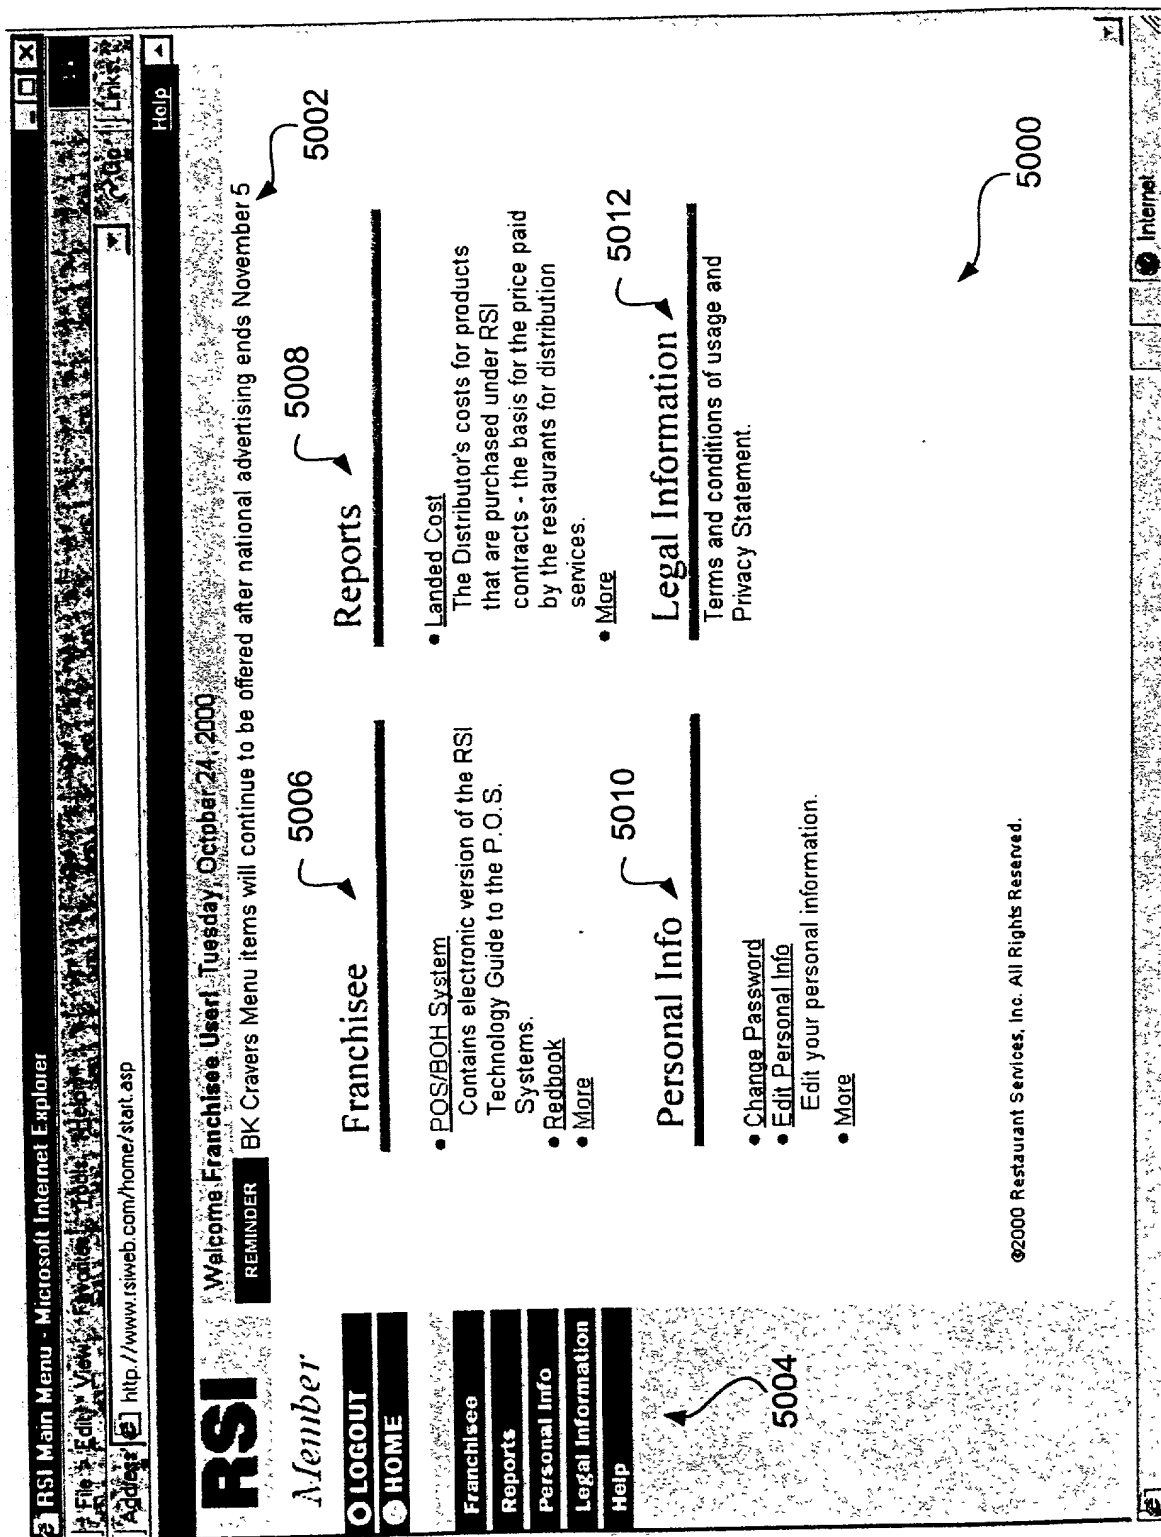 RSI Main Menu - Microsoft Internet Explorer
File Edit View Favorites Tools Help
Address http://www.rsiweb.com/home/start.asp Go Links
Help
RSI
Welcome Franchisee User! Tuesday, October 24, 2000
REMINDER BK Cravers Menu items will continue to be offered after national advertising ends November 5
5002
Member
LOGOUT
HOME
Franchisee
Reports
Personal Info
Legal Information
Help
5004
Franchisee
5006
• POS/BOH System
Contains electronic version of the RSI
Technology Guide to the P.O.S.
Systems.
• Redbook
• More
Reports
5008
• Landed Cost
The Distributor's costs for products
that are purchased under RSI
contracts - the basis for the price paid
by the restaurants for distribution
services.
• More
Personal Info
5010
• Change Password
• Edit Personal Info
Edit your personal information.
• More
Legal Information
5012
Terms and conditions of usage and
Privacy Statement.
5000
©2000 Restaurant Services, Inc. All Rights Reserved.
Internet